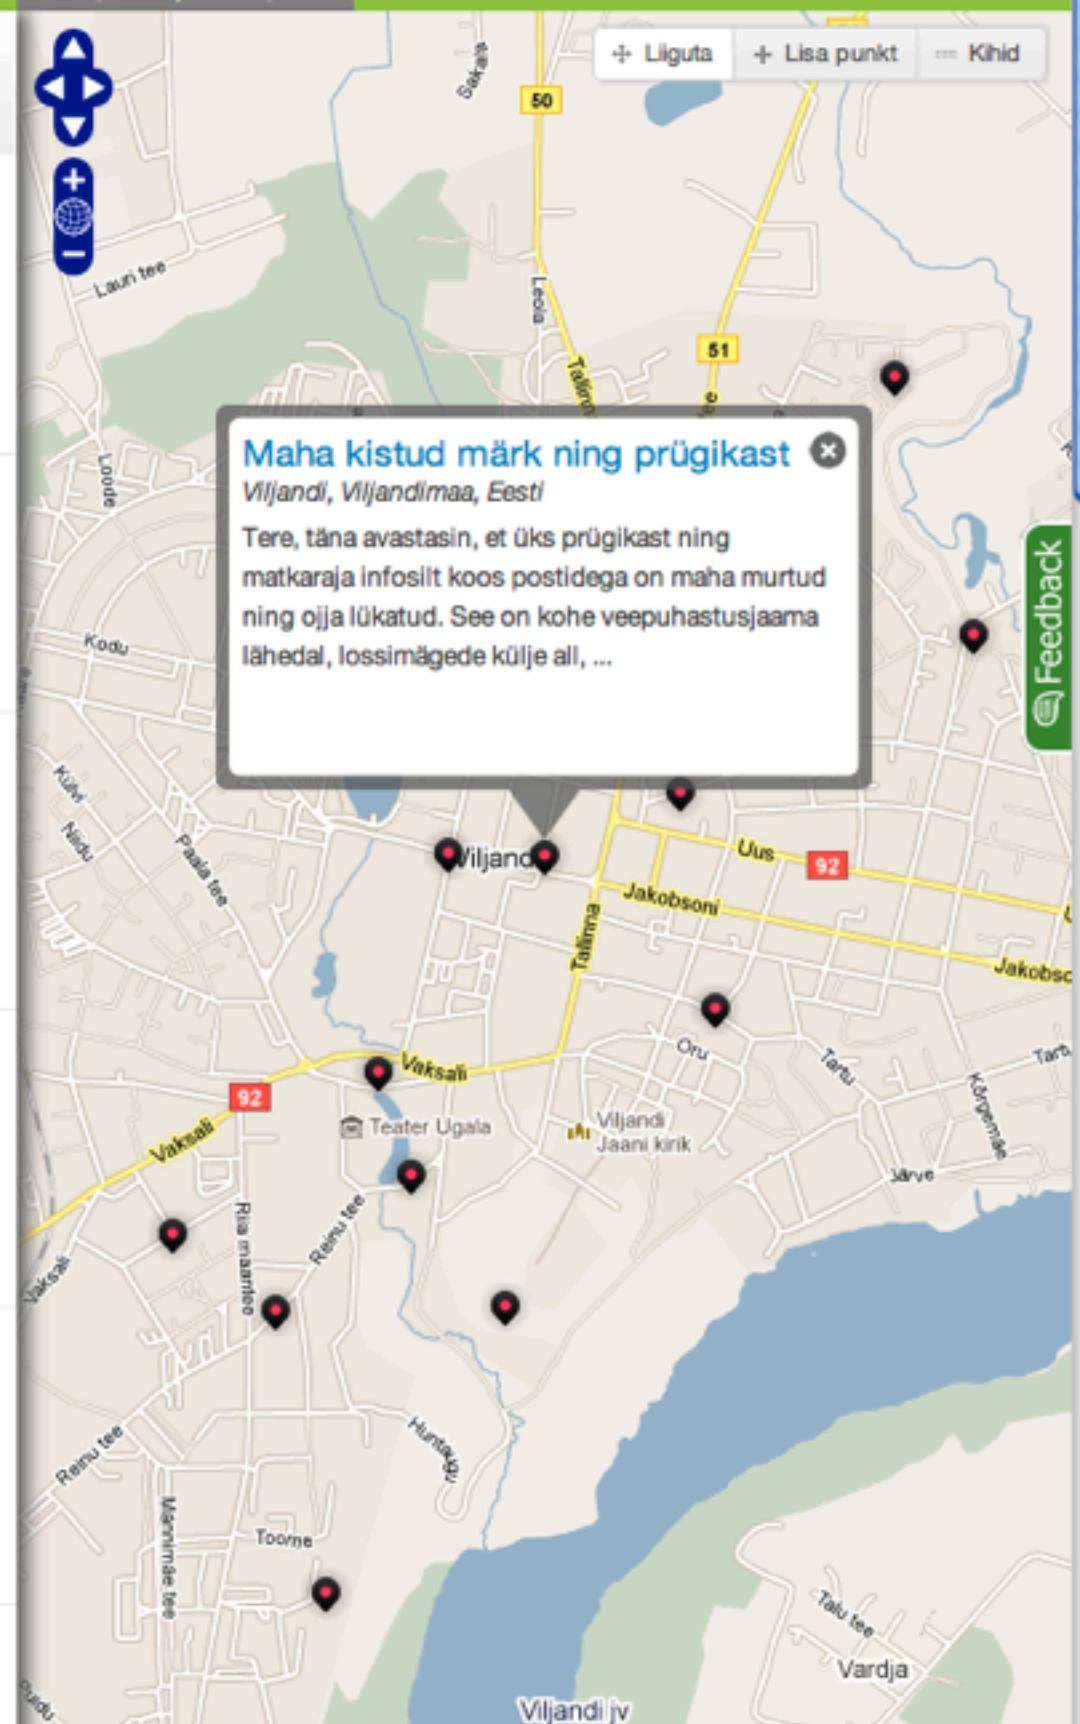 Liiguta
Lisa punkt
Kihid
Sakala
50
Lauri tee
Leola
51
Tallinn
Loode
Maha kistud märk ning prügikast
Viljandi, Viljandimaa, Eesti
Tere, täna avastasin, et üks prügikast ning
matkaraja infosilt koos postidega on maha murtud
ning ojja lükatud. See on kohe veepuhastusjaama
lähedal, lossimägede külje all, ...
Feedback
Kodu
Külvi
Niidu
Paala tee
Viljand
Uus
92
Jakobsoni
Tallinna
Jakobso
Oru
Tartu
Tart
Kõrgemäe
Vaksali
92
Teater Ugala
Viljandi
Jaani kirik
Vaksali
Järve
Riia maantee
Reinu tee
Vaksali
Huntaugu
Reinu tee
Männimäe tee
Toome
Talu tee
Vardja
Viljandi jv